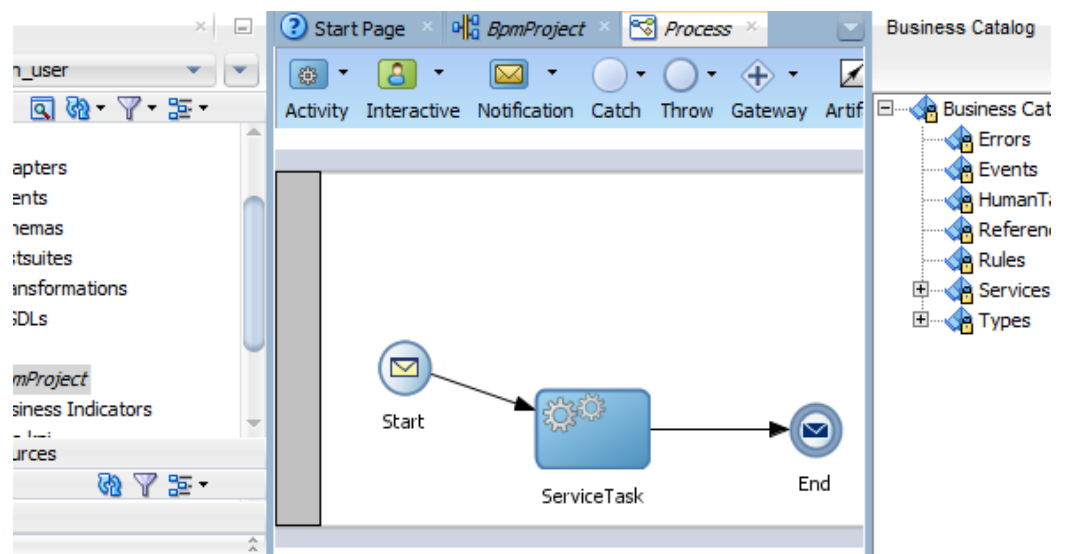 Start Page
BpmProject
Process
Business Catalog
n_user
Activity
Interactive
Notification
Catch
Throw
Gateway
Artif
apters
ents
nemas
stsuites
ansformations
SDLs
mProject
siness Indicators
urces
Start
ServiceTask
End
Business Cat
Errors
Events
HumanTa
Referen
Rules
Services
Types